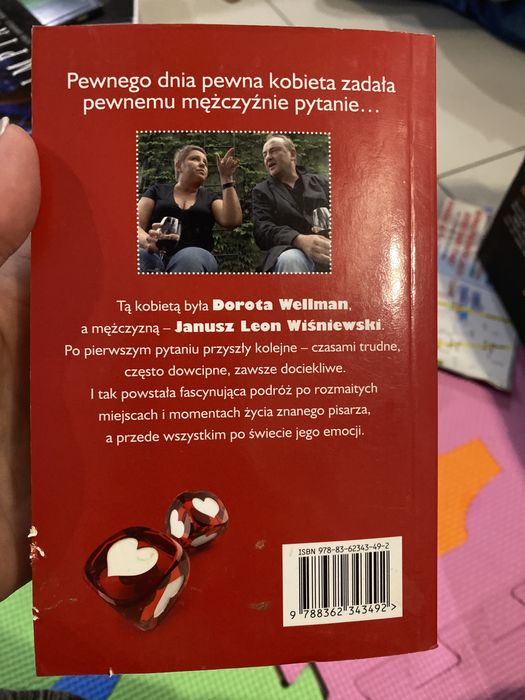 Pewnego dnia pewna kobieta zadała
pewnemu mężczyźnie pytanie...
Tą kobietą była Dorota Wellman,
a mężczyzną – Janusz Leon Wiśniewski.
Po pierwszym pytaniu przyszły kolejne – czasami trudne,
często dowcipne, zawsze dociekliwe.
I tak powstała fascynująca podróż po rozmaitych
miejscach i momentach życia znanego pisarza,
a przede wszystkim po świecie jego emocji.
ISBN 978-83-62343-49-2
9 788362 343492>